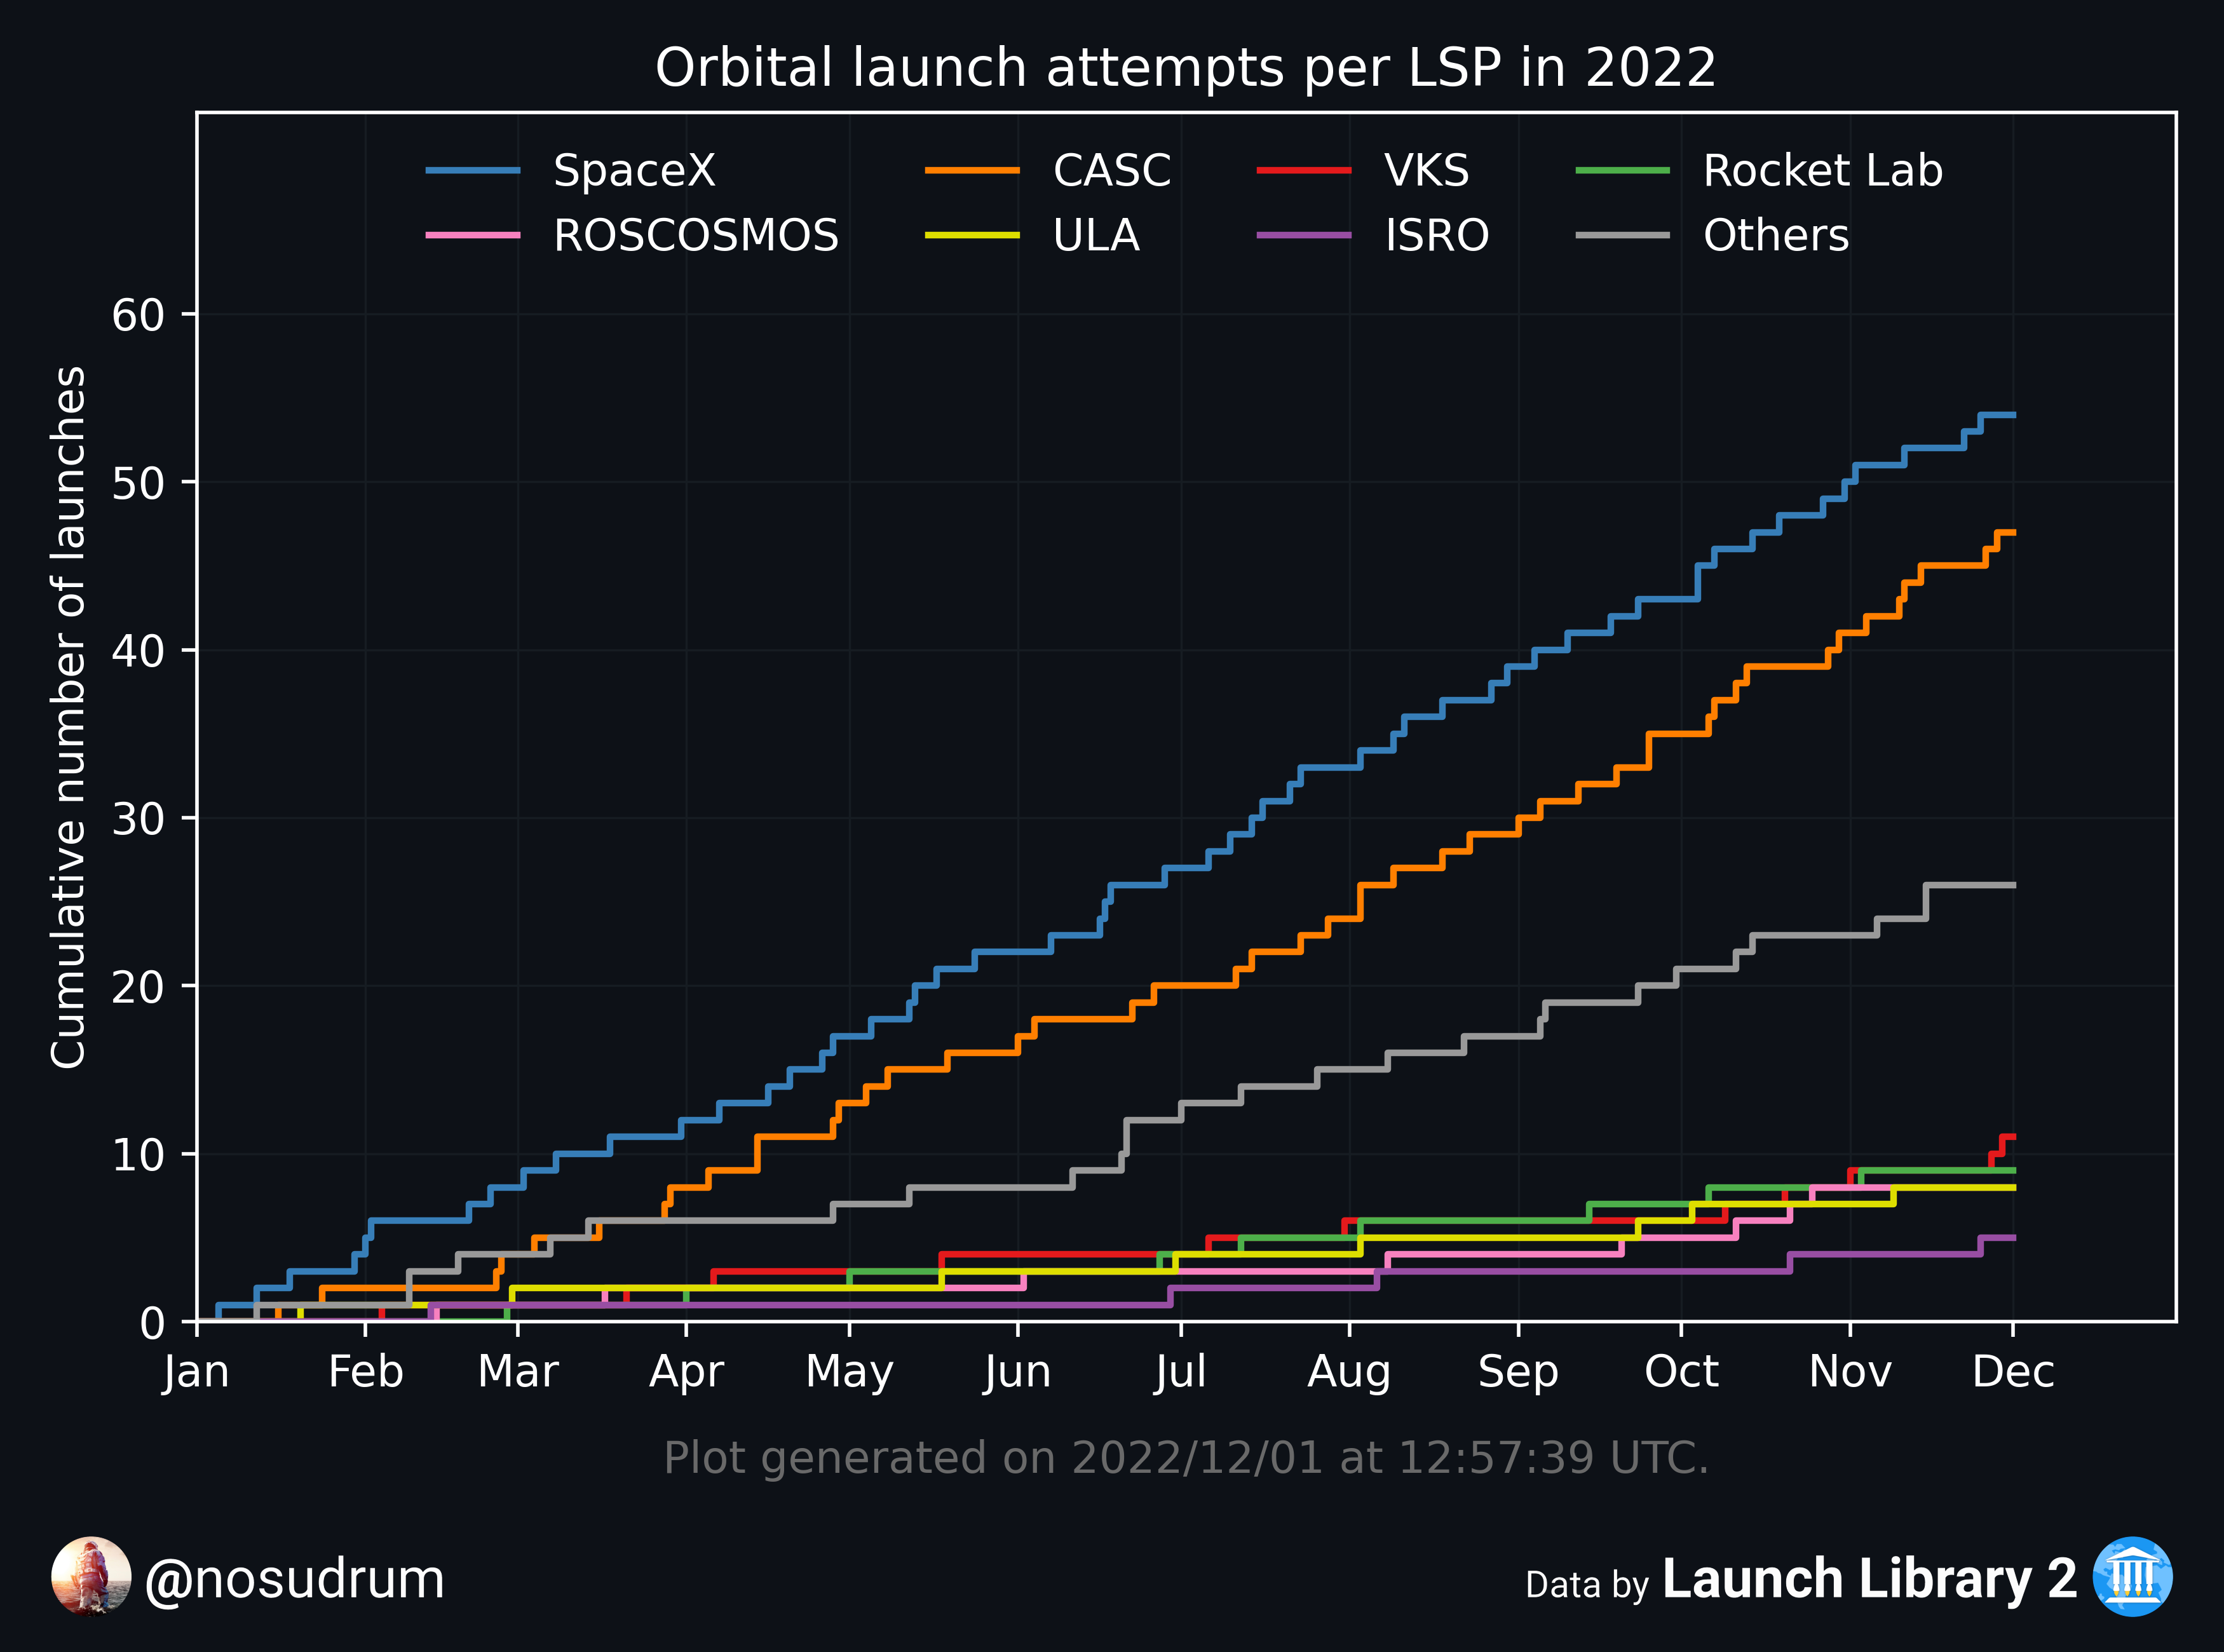 Orbital launch attempts per LSP in 2022
SpaceX CASC VKS Rocket Lab
ROSCOSMOS ULA ISRO Others
Cumulative number of launches
60
50
40
30
20
10
0
Jan Feb Mar Apr May Jun Jul Aug Sep Oct Nov Dec
Plot generated on 2022/12/01 at 12:57:39 UTC.
@nosudrum
Data by Launch Library 2